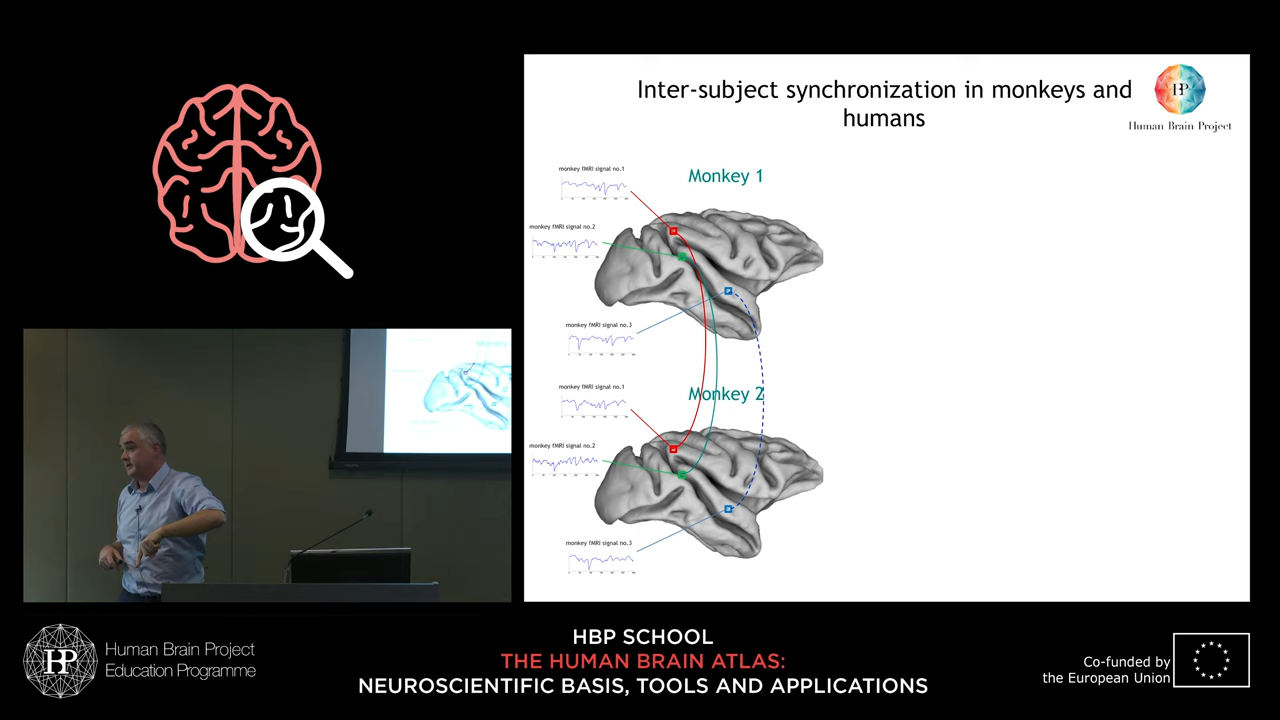 Inter-subject synchronization in monkeys and
humans
HBP
Human Brain Project
monkey fMRI signal no.1
Monkey 1
monkey fMRI signal no.2
monkey fMRI signal no.3
monkey fMRI signal no.1
Monkey 2
monkey fMRI signal no.2
monkey fMRI signal no.3
HBP
Human Brain Project
Education Programme
HBP SCHOOL
THE HUMAN BRAIN ATLAS:
NEUROSCIENTIFIC BASIS, TOOLS AND APPLICATIONS
Co-funded by
the European Union